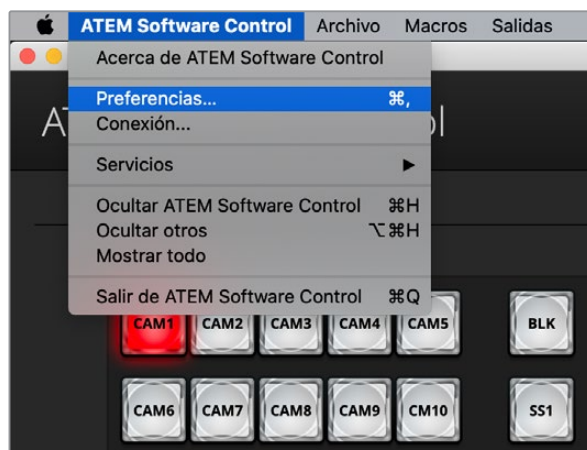 ATEM Software Control Archivo Macros Salidas
Acerca de ATEM Software Control
Preferencias... ⌘,
Conexión...
Servicios ▶
Ocultar ATEM Software Control ⌘H
Ocultar otros ⌥⌘H
Mostrar todo
Salir de ATEM Software Control ⌘Q
CAM1 CAM2 CAM3 CAM4 CAM5 BLK
CAM6 CAM7 CAM8 CAM9 CM10 SS1